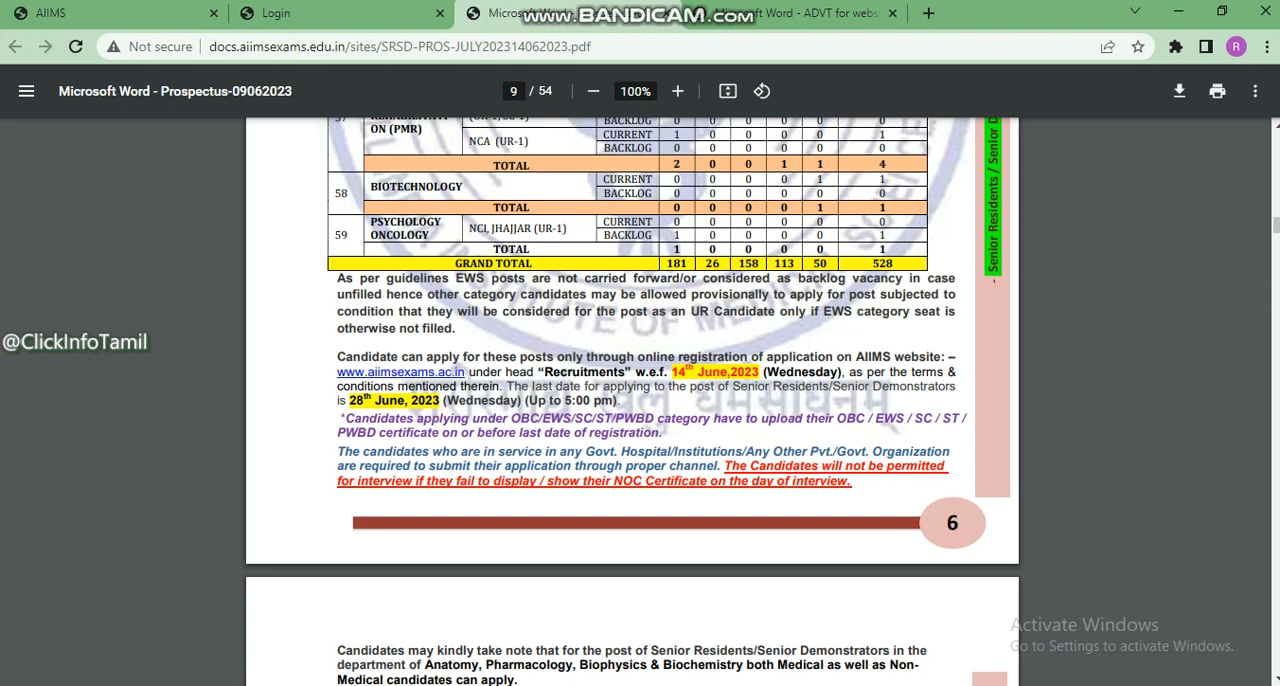 AIIMS
Login
Microsoft
www.BANDICAM.com
Microsoft Word - ADVT for webs
Not secure
docs.aiimsexams.edu.in/sites/SRSD-PROS-JULY202314062023.pdf
R
Microsoft Word - Prospectus-09062023
9 / 54
100%
BACKLOG 0 0 0 0 0 0
ON (PMR)
NCA (UR-1)
CURRENT 1 0 0 0 0 1
BACKLOG 0 0 0 0 0 0
TOTAL 2 0 0 1 1 4
58 BIOTECHNOLOGY
CURRENT 0 0 0 0 1 1
BACKLOG 0 0 0 0 0 0
TOTAL 0 0 0 0 1 1
59 PSYCHOLOGY
ONCOLOGY
NCI, JHAJJAR (UR-1)
CURRENT 0 0 0 0 0 0
BACKLOG 1 0 0 0 0 1
TOTAL 1 0 0 0 0 1
GRAND TOTAL 181 26 158 113 50 528
As per guidelines EWS posts are not carried forward/or considered as backlog vacancy in case
unfilled hence other category candidates may be allowed provisionally to apply for post subjected to
condition that they will be considered for the post as an UR Candidate only if EWS category seat is
otherwise not filled.
Candidate can apply for these posts only through online registration of application on AIIMS website: –
www.aiimsexams.ac.in under head “Recruitments” w.e.f. 14th June,2023 (Wednesday), as per the terms &
conditions mentioned therein. The last date for applying to the post of Senior Residents/Senior Demonstrators
is 28th June, 2023 (Wednesday) (Up to 5:00 pm).
*Candidates applying under OBC/EWS/SC/ST/PWBD category have to upload their OBC / EWS / SC / ST /
PWBD certificate on or before last date of registration.
The candidates who are in service in any Govt. Hospital/Institutions/Any Other Pvt./Govt. Organization
are required to submit their application through proper channel. The Candidates will not be permitted
for interview if they fail to display / show their NOC Certificate on the day of interview.
6
- Senior Residents / Senior D
@ClickInfoTamil
Candidates may kindly take note that for the post of Senior Residents/Senior Demonstrators in the
department of Anatomy, Pharmacology, Biophysics & Biochemistry both Medical as well as Non-
Medical candidates can apply.
Activate Windows
Go to Settings to activate Windows.